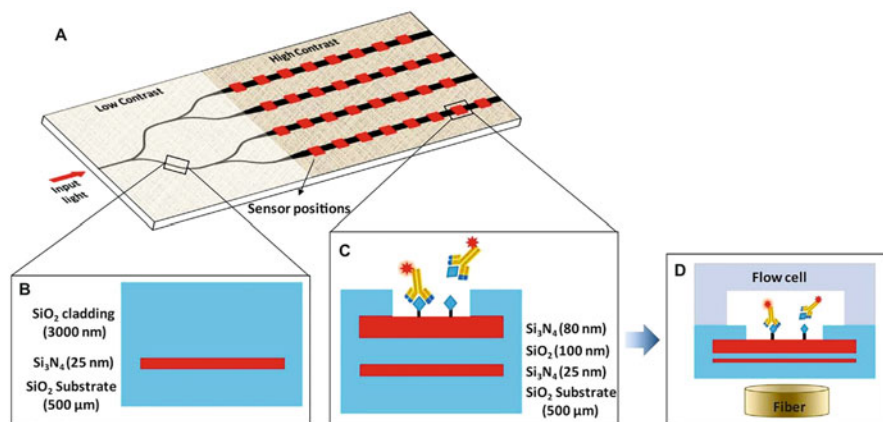 A
Low Contrast
High Contrast
Input
light
Sensor positions
B
SiO₂ cladding
(3000 nm)
Si₃N₄ (25 nm)
SiO₂ Substrate
(500 μm)
C
Si₃N₄ (80 nm)
SiO₂ (100 nm)
Si₃N₄ (25 nm)
SiO₂ Substrate
(500 μm)
D
Flow cell
Fiber